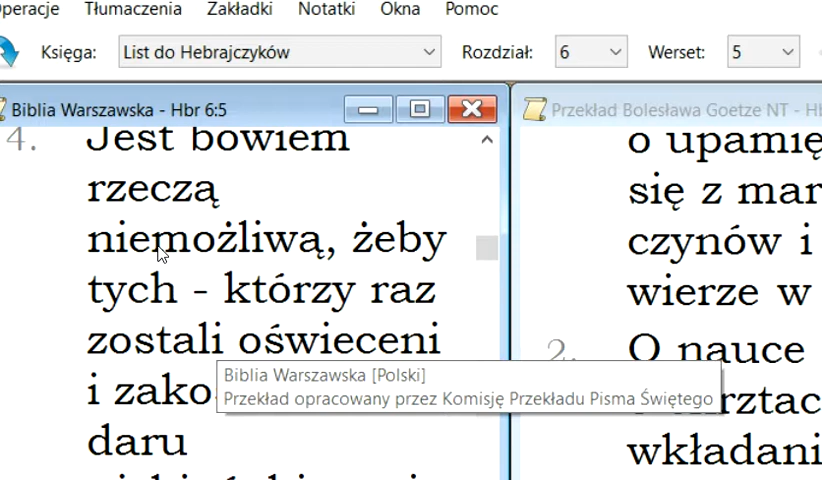 Operacje Tłumaczenia Zakładki Notatki Okna Pomoc
Księga: List do Hebrajczyków Rozdział: 6 Werset: 5
Biblia Warszawska - Hbr 6:5
4. Jest bowiem
rzeczą
niemożliwą, żeby
tych - którzy raz
zostali oświeceni
i zako
daru
Biblia Warszawska [Polski]
Przekład opracowany przez Komisję Przekładu Pisma Świętego
Przekład Bolesława Goetze NT - Hb
o upamię
się z mar
czynów i
wierze w
2. O nauce
wkładani